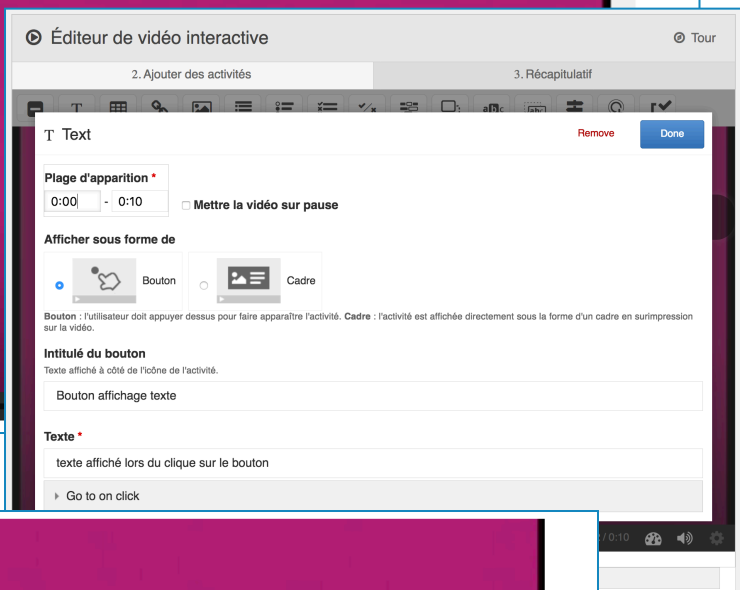 Éditeur de vidéo interactive
Tour
2. Ajouter des activités
3. Récapitulatif
T
T Text
Remove
Done
Plage d'apparition *
0:00 - 0:10
Mettre la vidéo sur pause
Afficher sous forme de
Bouton
Cadre
Bouton : l'utilisateur doit appuyer dessus pour faire apparaître l'activité. Cadre : l'activité est affichée directement sous la forme d'un cadre en surimpression
sur la vidéo.
Intitulé du bouton
Texte affiché à côté de l'icône de l'activité.
Bouton affichage texte
Texte *
texte affiché lors du clique sur le bouton
Go to on click
/ 0:10